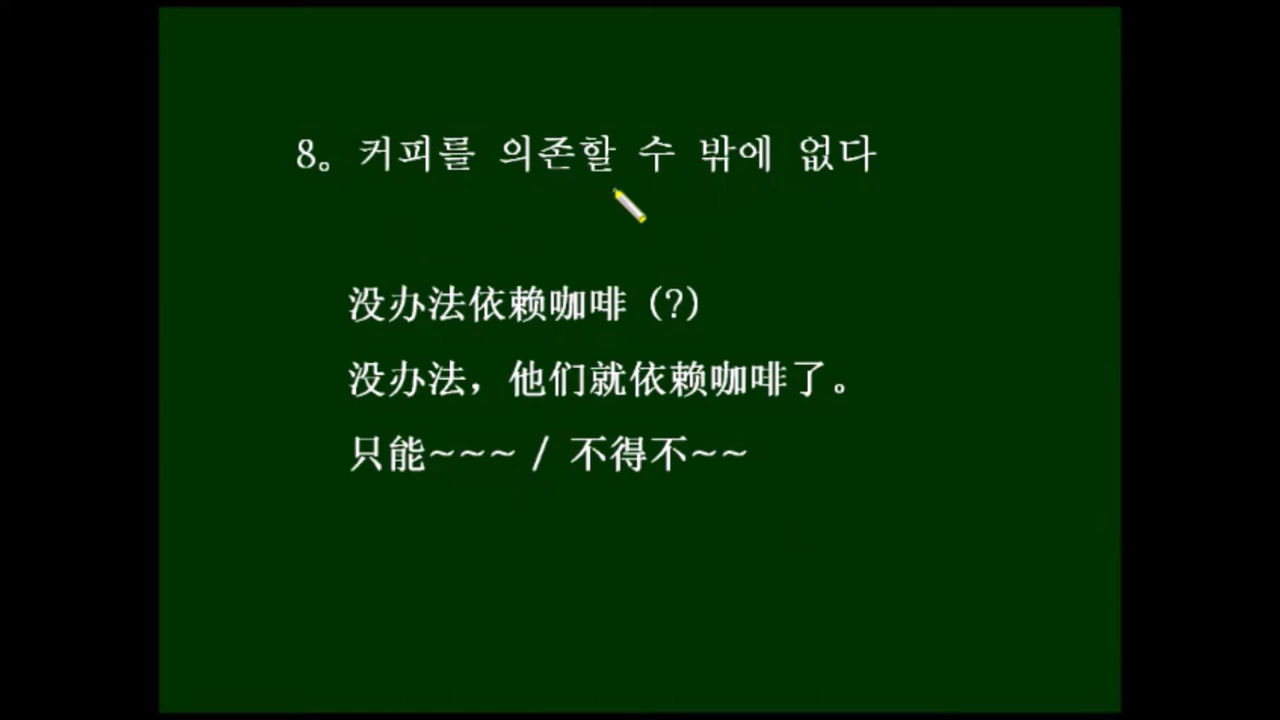 8。커피를 의존할 수 밖에 없다
没办法依赖咖啡 (?)
没办法，他们就依赖咖啡了。
只能~~~ / 不得不~~